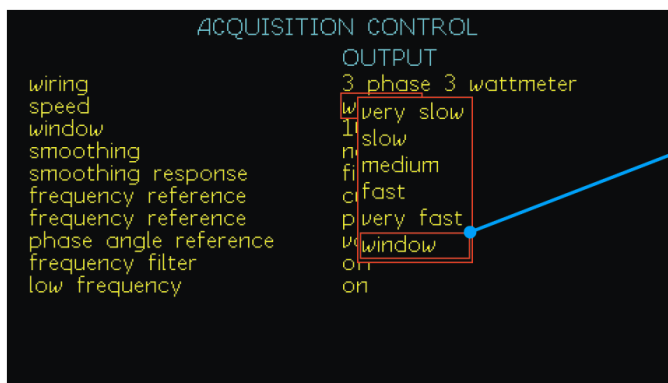 ACQUISITION CONTROL
OUTPUT
wiring 3 phase 3 wattmeter
speed
window
smoothing
smoothing response
frequency reference
frequency reference
phase angle reference
frequency filter
low frequency on
very slow
slow
medium
fast
very fast
window